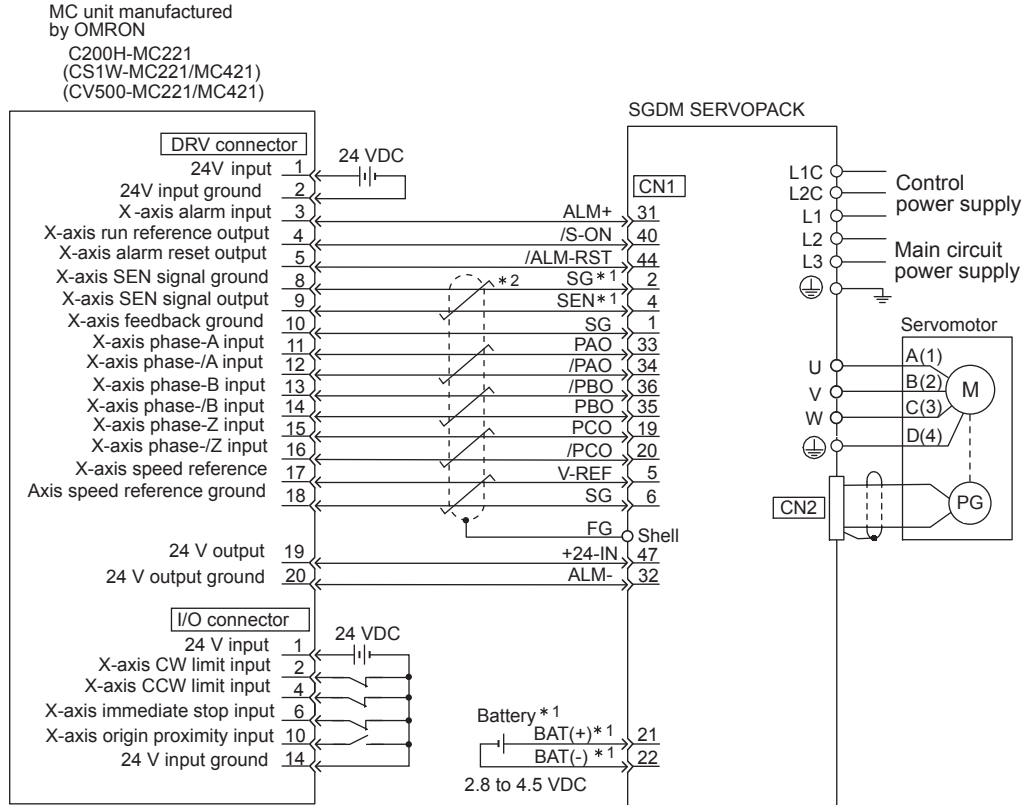 MC unit manufactured
by OMRON
C200H-MC221
(CS1W-MC221/MC421)
(CV500-MC221/MC421)
SGDM SERVOPACK
DRV connector
24 VDC
CN1
24V input 1
24V input ground 2
X-axis alarm input 3 ALM+ 31
X-axis run reference output 4 /S-ON 40
X-axis alarm reset output 5 /ALM-RST 44
X-axis SEN signal ground 8 *2 SG*1 2
X-axis SEN signal output 9 SEN*1 4
X-axis feedback ground 10 SG 1
X-axis phase-A input 11 PAO 33
X-axis phase-/A input 12 /PAO 34
X-axis phase-B input 13 /PBO 36
X-axis phase-/B input 14 PBO 35
X-axis phase-Z input 15 PCO 19
X-axis phase-/Z input 16 /PCO 20
X-axis speed reference 17 V-REF 5
Axis speed reference ground 18 SG 6
FG Shell
24 V output 19 +24-IN 47
24 V output ground 20 ALM- 32
I/O connector
24 VDC
24 V input 1
X-axis CW limit input 2
X-axis CCW limit input 4
X-axis immediate stop input 6
X-axis origin proximity input 10
24 V input ground 14
Battery*1
BAT(+)*1 21
BAT(-)*1 22
2.8 to 4.5 VDC
L1C
L2C
Control
power supply
L1
L2
L3
Main circuit
power supply
Servomotor
U A(1)
V B(2)
W C(3)
D(4)
M
CN2
PG